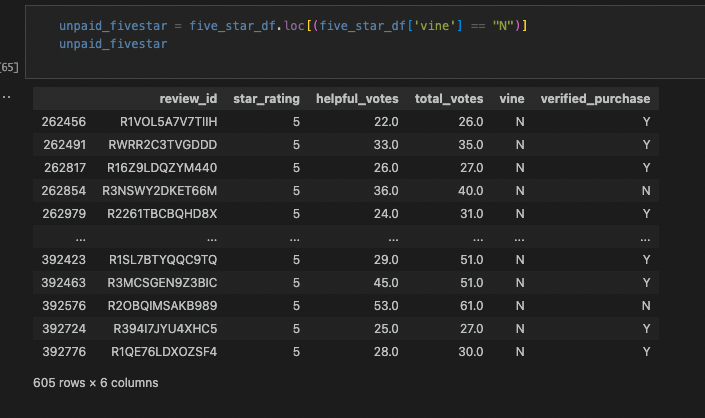 unpaid_fivestar = five_star_df.loc[(five_star_df['vine'] == "N")]
unpaid_fivestar
[65]
..
review_id star_rating helpful_votes total_votes vine verified_purchase
262456 R1VOL5A7V7TIIH 5 22.0 26.0 N Y
262491 RWRR2C3TVGDDD 5 33.0 35.0 N Y
262817 R16Z9LDQZYM440 5 26.0 27.0 N Y
262854 R3NSWY2DKET66M 5 36.0 40.0 N N
262979 R2261TBCBQHD8X 5 24.0 31.0 N Y
... ... ... ... ... ... ...
392423 R1SL7BTYQQC9TQ 5 29.0 51.0 N Y
392463 R3MCSGEN9Z3BIC 5 45.0 51.0 N Y
392576 R2OBQIMSAKB989 5 53.0 61.0 N N
392724 R394I7JYU4XHC5 5 25.0 27.0 N Y
392776 R1QE76LDXOZSF4 5 28.0 30.0 N Y
605 rows × 6 columns